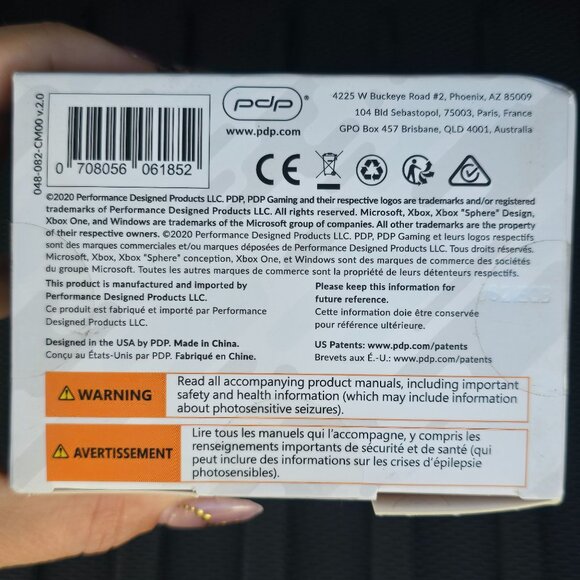 pdp
www.pdp.com
4225 W Buckeye Road #2, Phoenix, AZ 85009
104 Bld Sebastopol, 75003, Paris, France
GPO Box 457 Brisbane, QLD 4001, Australia
048-082-CM00 v.2.0
0 708056 061852
CE
©2020 Performance Designed Products LLC. PDP, PDP Gaming and their respective logos are trademarks and/or registered
trademarks of Performance Designed Products LLC. All rights reserved. Microsoft, Xbox, Xbox "Sphere" Design,
Xbox One, and Windows are trademarks of the Microsoft group of companies. All other trademarks are the property
of their respective owners. ©2020 Performance Designed Products LLC. PDP, PDP Gaming et leurs logos respectifs
sont des marques commerciales et/ou marques déposées de Performance Designed Products LLC. Tous droits réservés.
Microsoft, Xbox, Xbox "Sphere" conception, Xbox One, et Windows sont des marques de commerce des sociétés
du groupe Microsoft. Toutes les autres marques de commerce sont la propriété de leurs détenteurs respectifs.
This product is manufactured and imported by
Performance Designed Products LLC.
Ce produit est fabriqué et importé par Performance
Designed Products LLC.
Designed in the USA by PDP. Made in China.
Conçu au États-Unis par PDP. Fabriqué en Chine.
Please keep this information for
future reference.
Cette information doie être conservée
pour référence ultérieure.
US Patents: www.pdp.com/patents
Brevets aux É.-U.: www.pdp.com/patents
WARNING
Read all accompanying product manuals, including important
safety and health information (which may include information
about photosensitive seizures).
AVERTISSEMENT
Lire tous les manuels qui l'accompagne, y compris les
renseignements importants de sécurité et de santé (qui
peut inclure des informations sur les crises d'épilepsie
photosensibles).